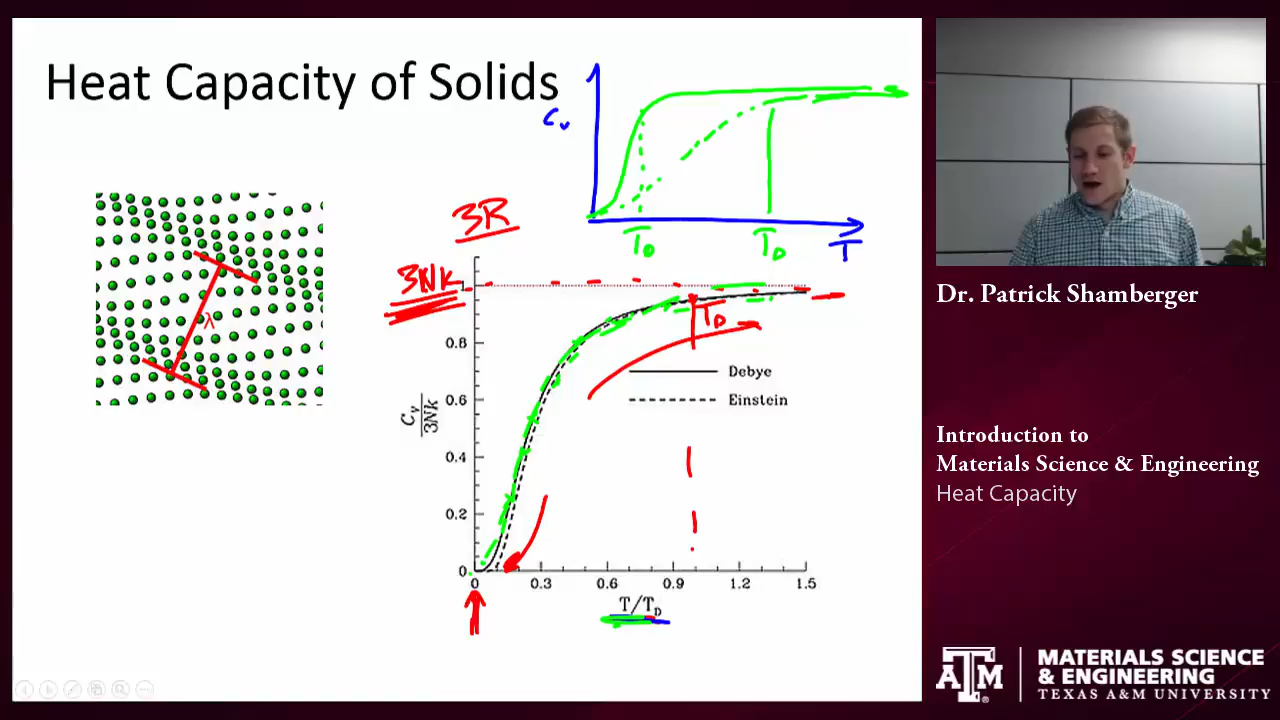 Heat Capacity of Solids
Cv
T
TD
TD
3R
3Nk
λ
TD
1
0.8
0.6
0.4
0.2
0
Cv/3Nk
Debye
Einstein
0 0.3 0.6 0.9 1.2 1.5
T/TD
Dr. Patrick Shamberger
Introduction to
Materials Science & Engineering
Heat Capacity
ATM
MATERIALS SCIENCE
& ENGINEERING
TEXAS A&M UNIVERSITY